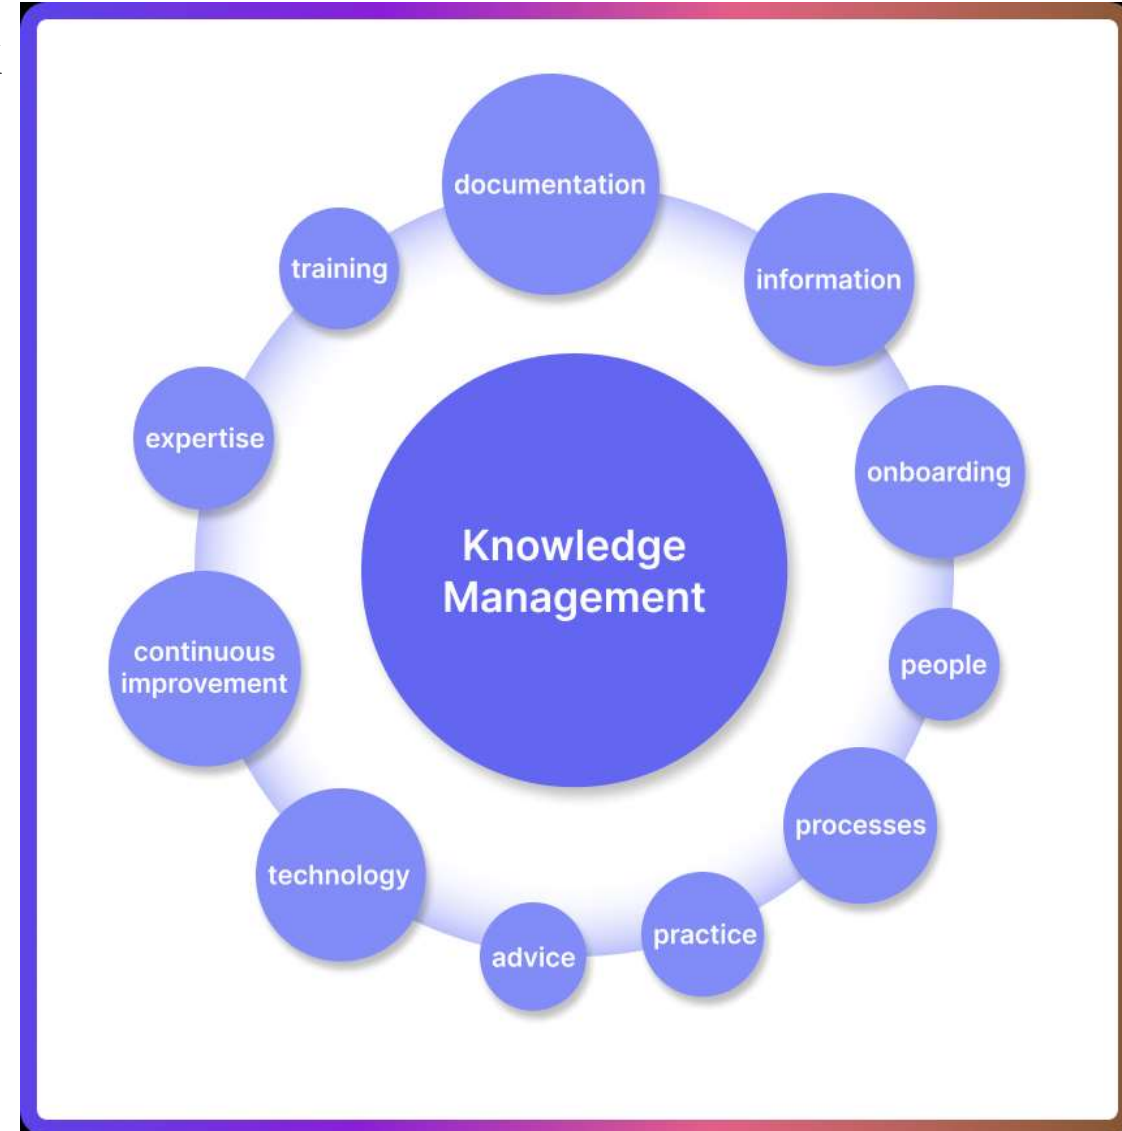 documentation
information
onboarding
people
processes
practice
advice
technology
continuous
improvement
expertise
training
Knowledge
Management